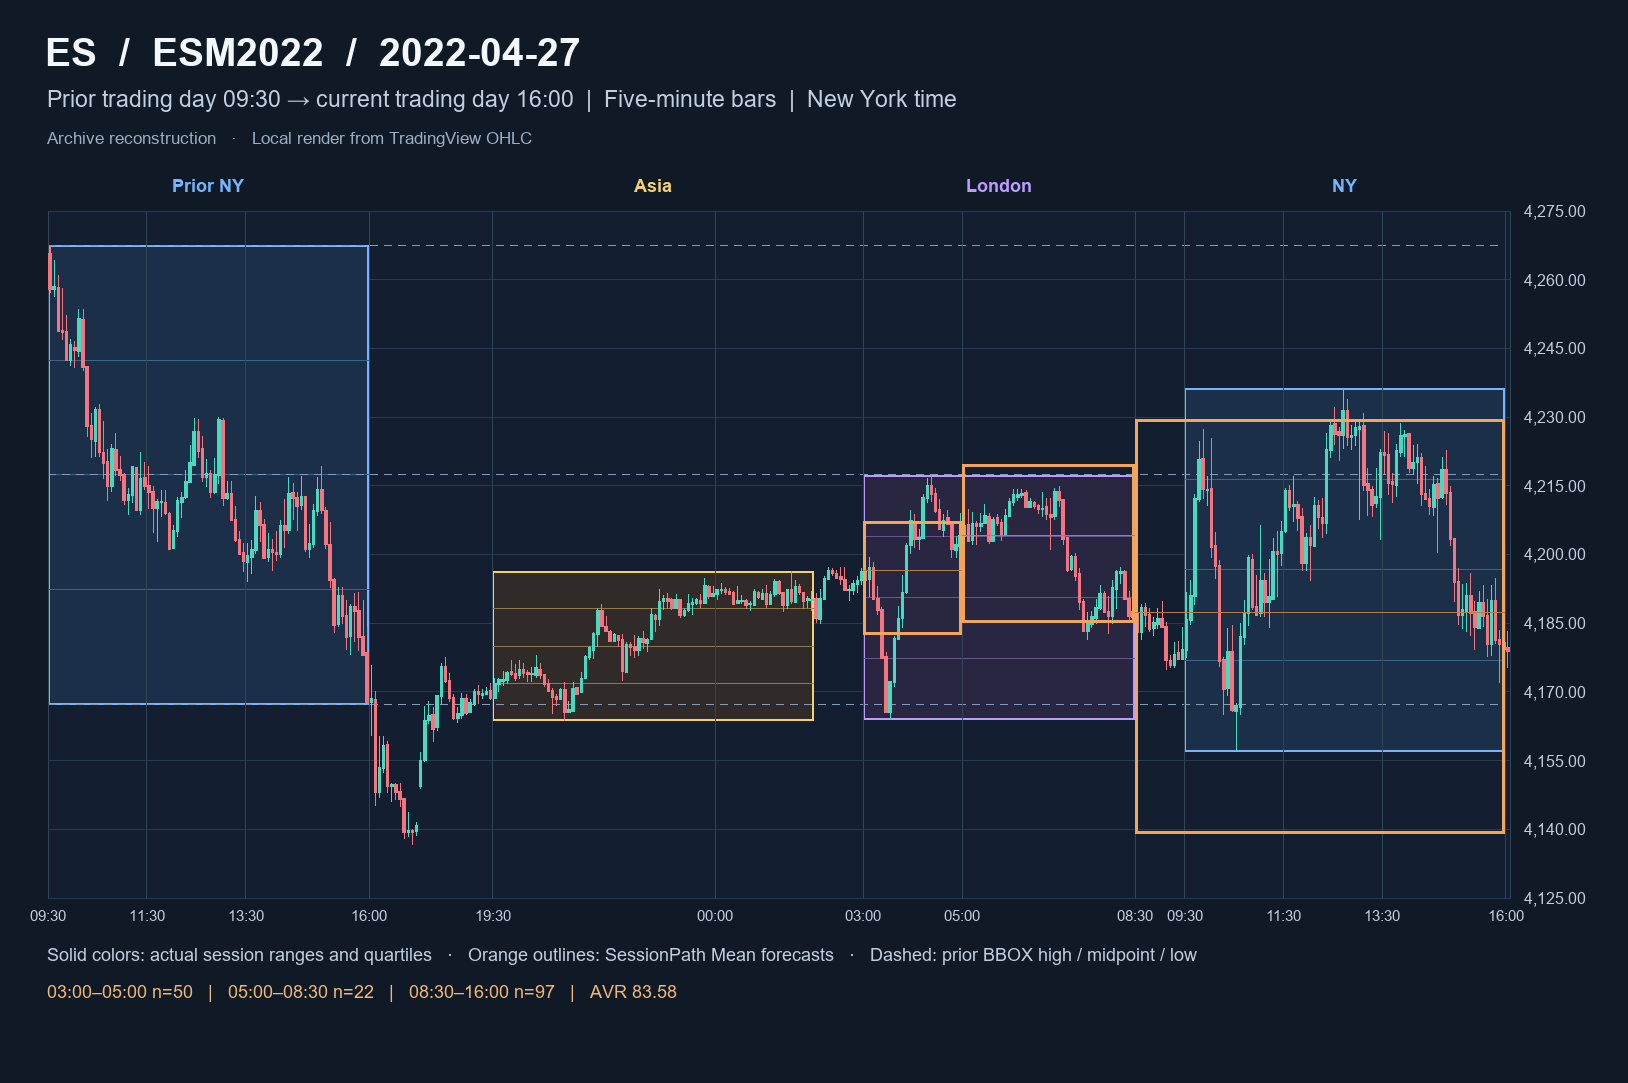 ES / ESM2022 / 2022-04-27
Prior trading day 09:30 → current trading day 16:00 | Five-minute bars | New York time
Archive reconstruction · Local render from TradingView OHLC
Prior NY Asia London NY
4,275.00
4,260.00
4,245.00
4,230.00
4,215.00
4,200.00
4,185.00
4,170.00
4,155.00
4,140.00
4,125.00
09:30 11:30 13:30 16:00 19:30 00:00 03:00 05:00 08:30 09:30 11:30 13:30 16:00
Solid colors: actual session ranges and quartiles · Orange outlines: SessionPath Mean forecasts · Dashed: prior BBOX high / midpoint / low
03:00–05:00 n=50 | 05:00–08:30 n=22 | 08:30–16:00 n=97 | AVR 83.58